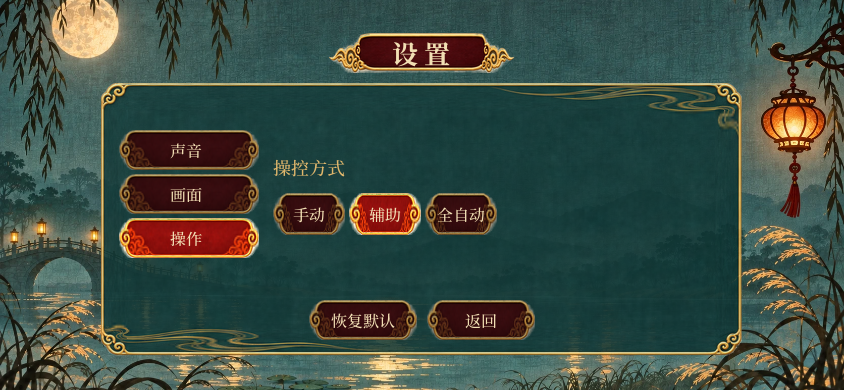 设置
声音
画面
操作
操控方式
手动 辅助 全自动
恢复默认 返回